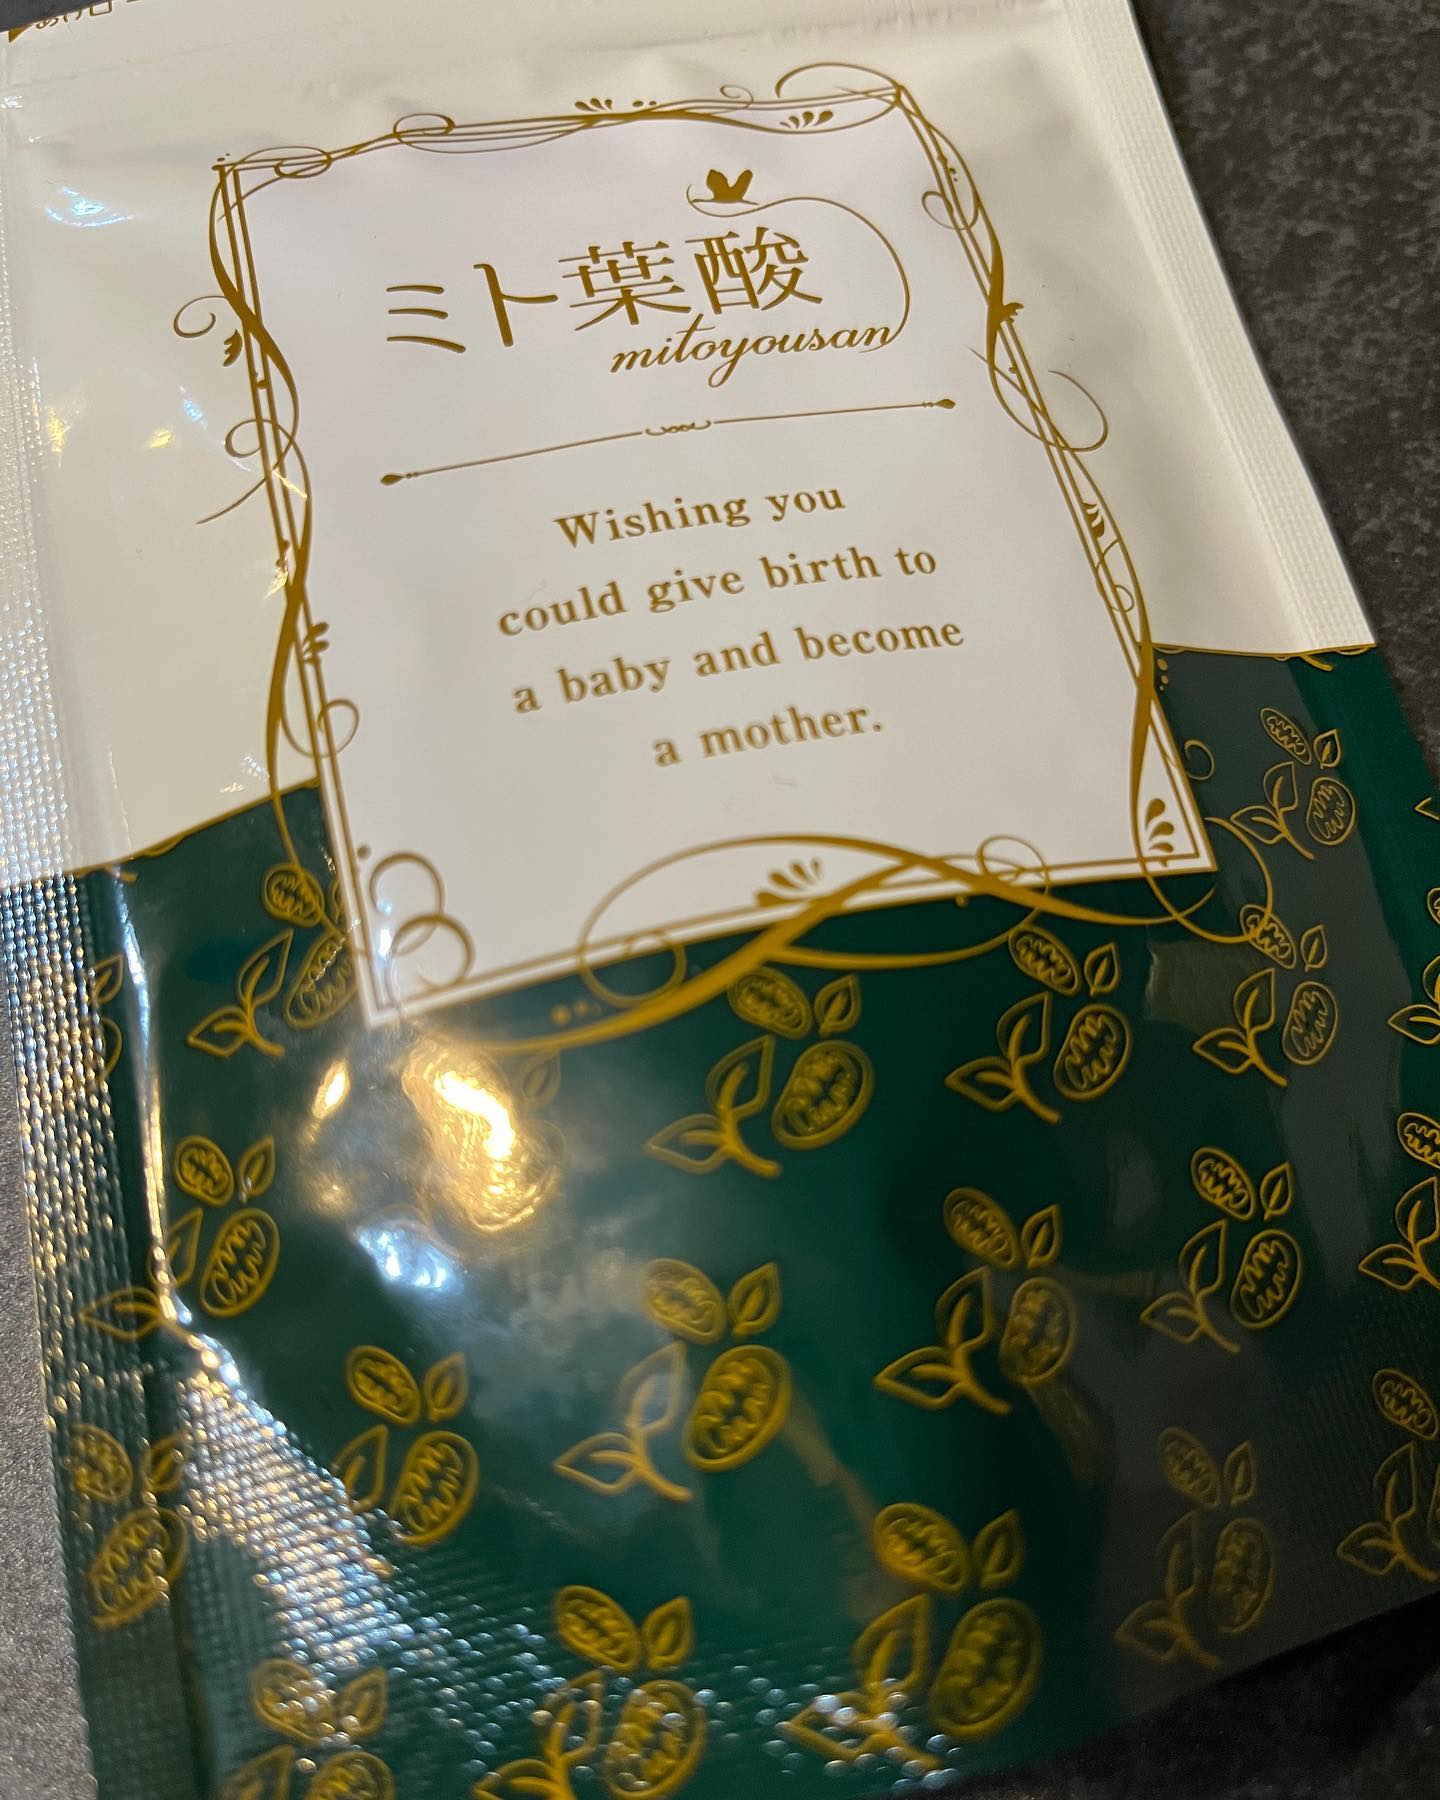 ミト葉酸
mitoyousan
Wishing you
could give birth to
a baby and become
a mother.